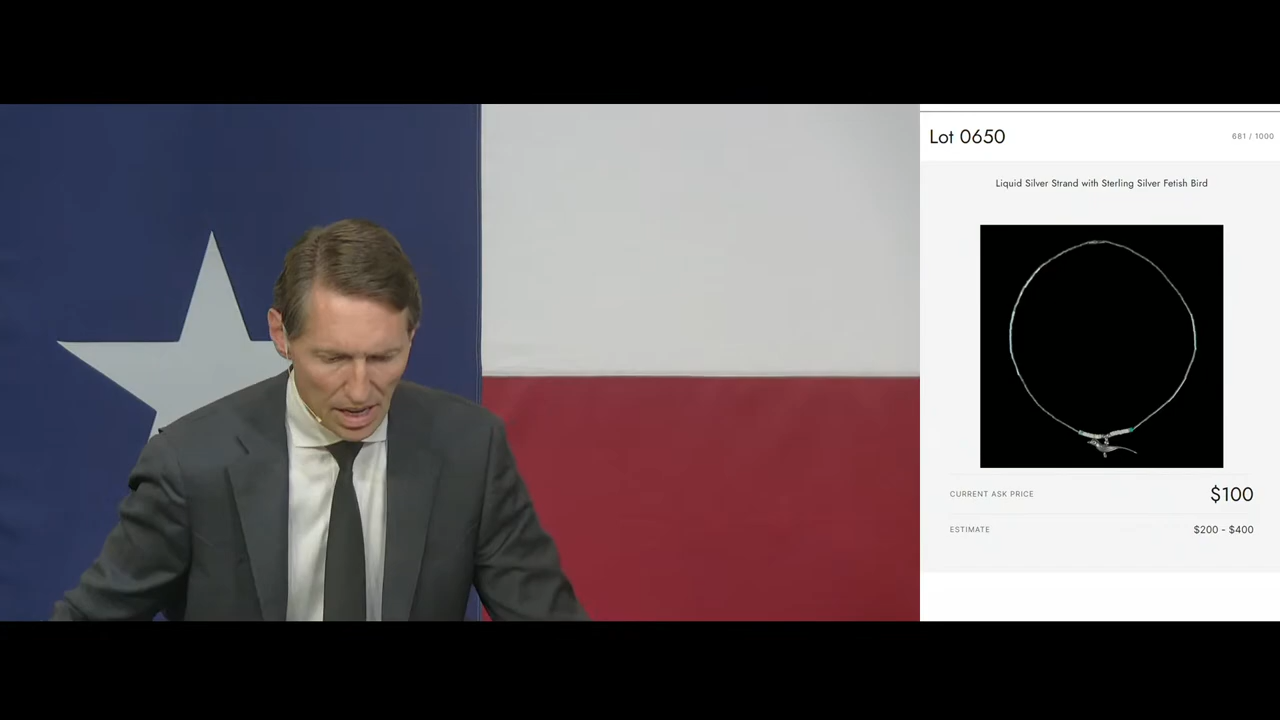 Lot 0650
681 / 1000
Liquid Silver Strand with Sterling Silver Fetish Bird
CURRENT ASK PRICE
$100
ESTIMATE
$200 - $400